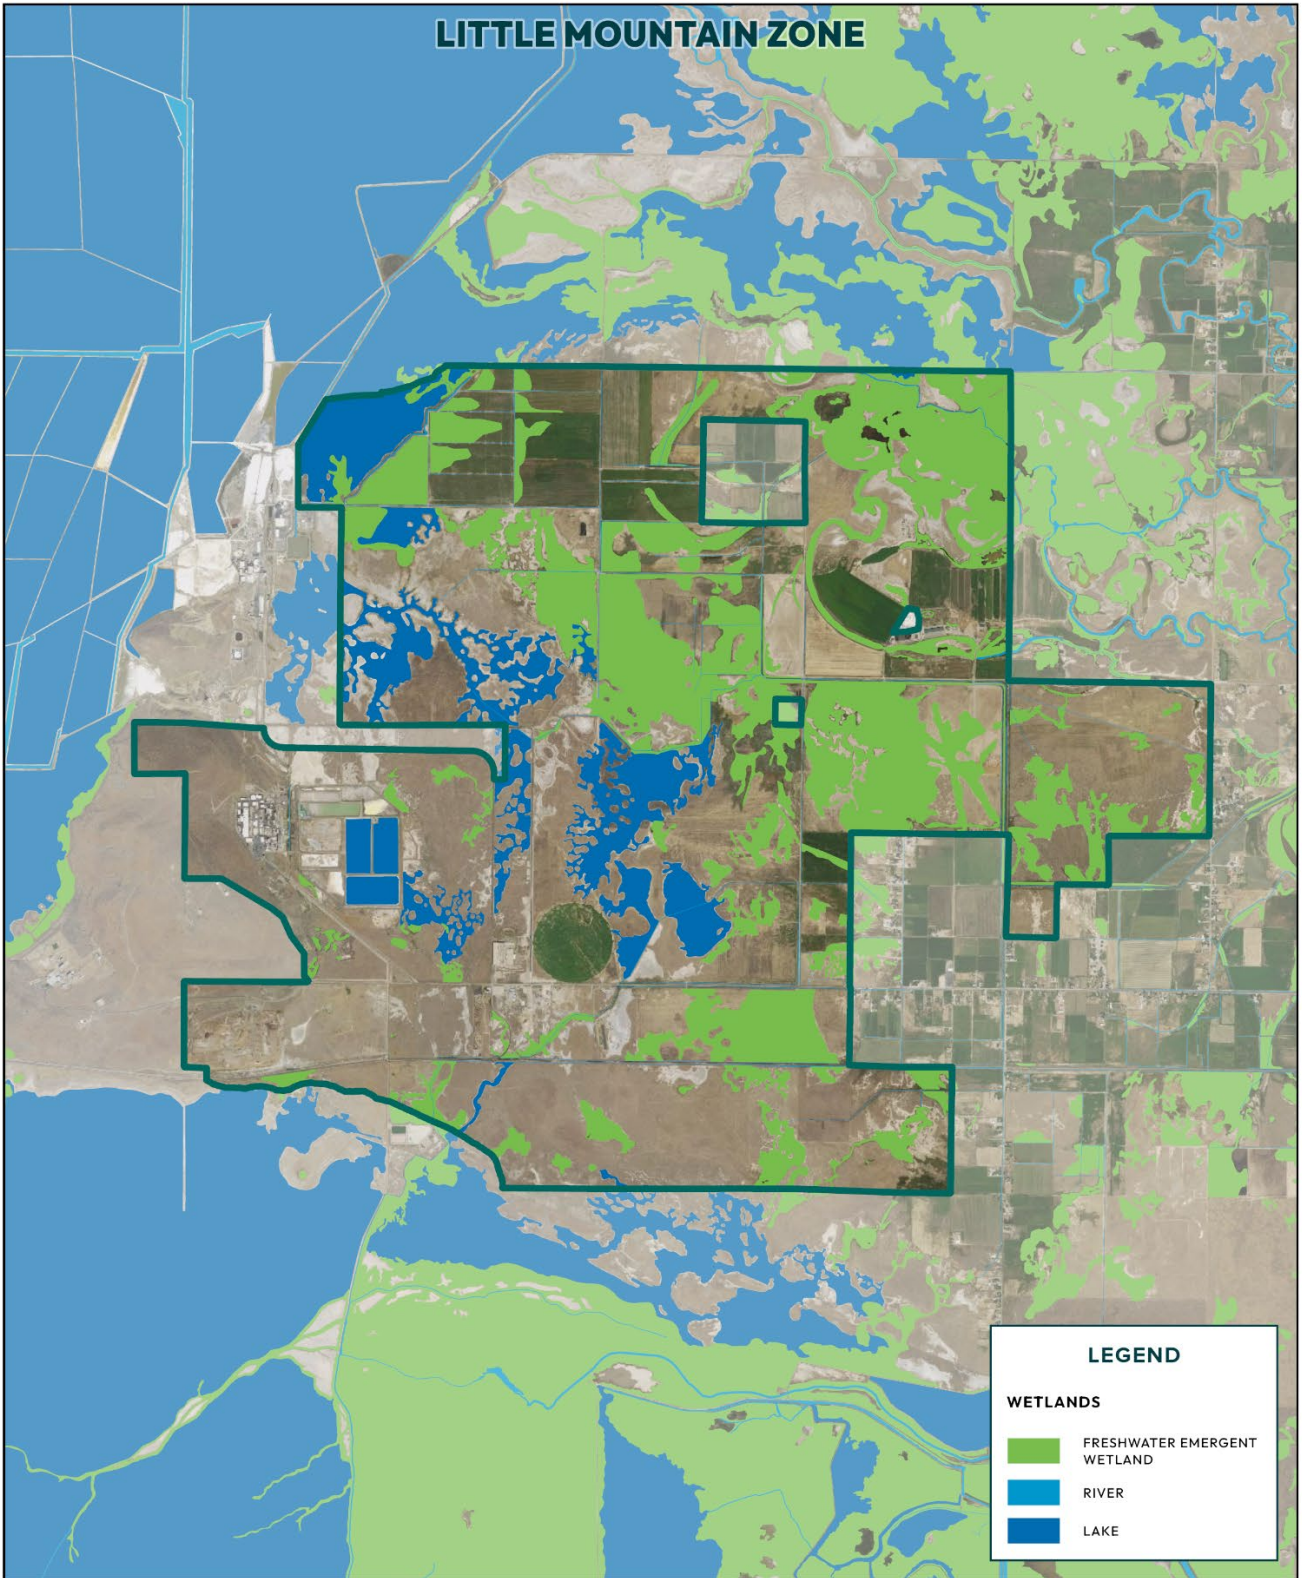 LITTLE MOUNTAIN ZONE
LEGEND
WETLANDS
FRESHWATER EMERGENT
WETLAND
RIVER
LAKE